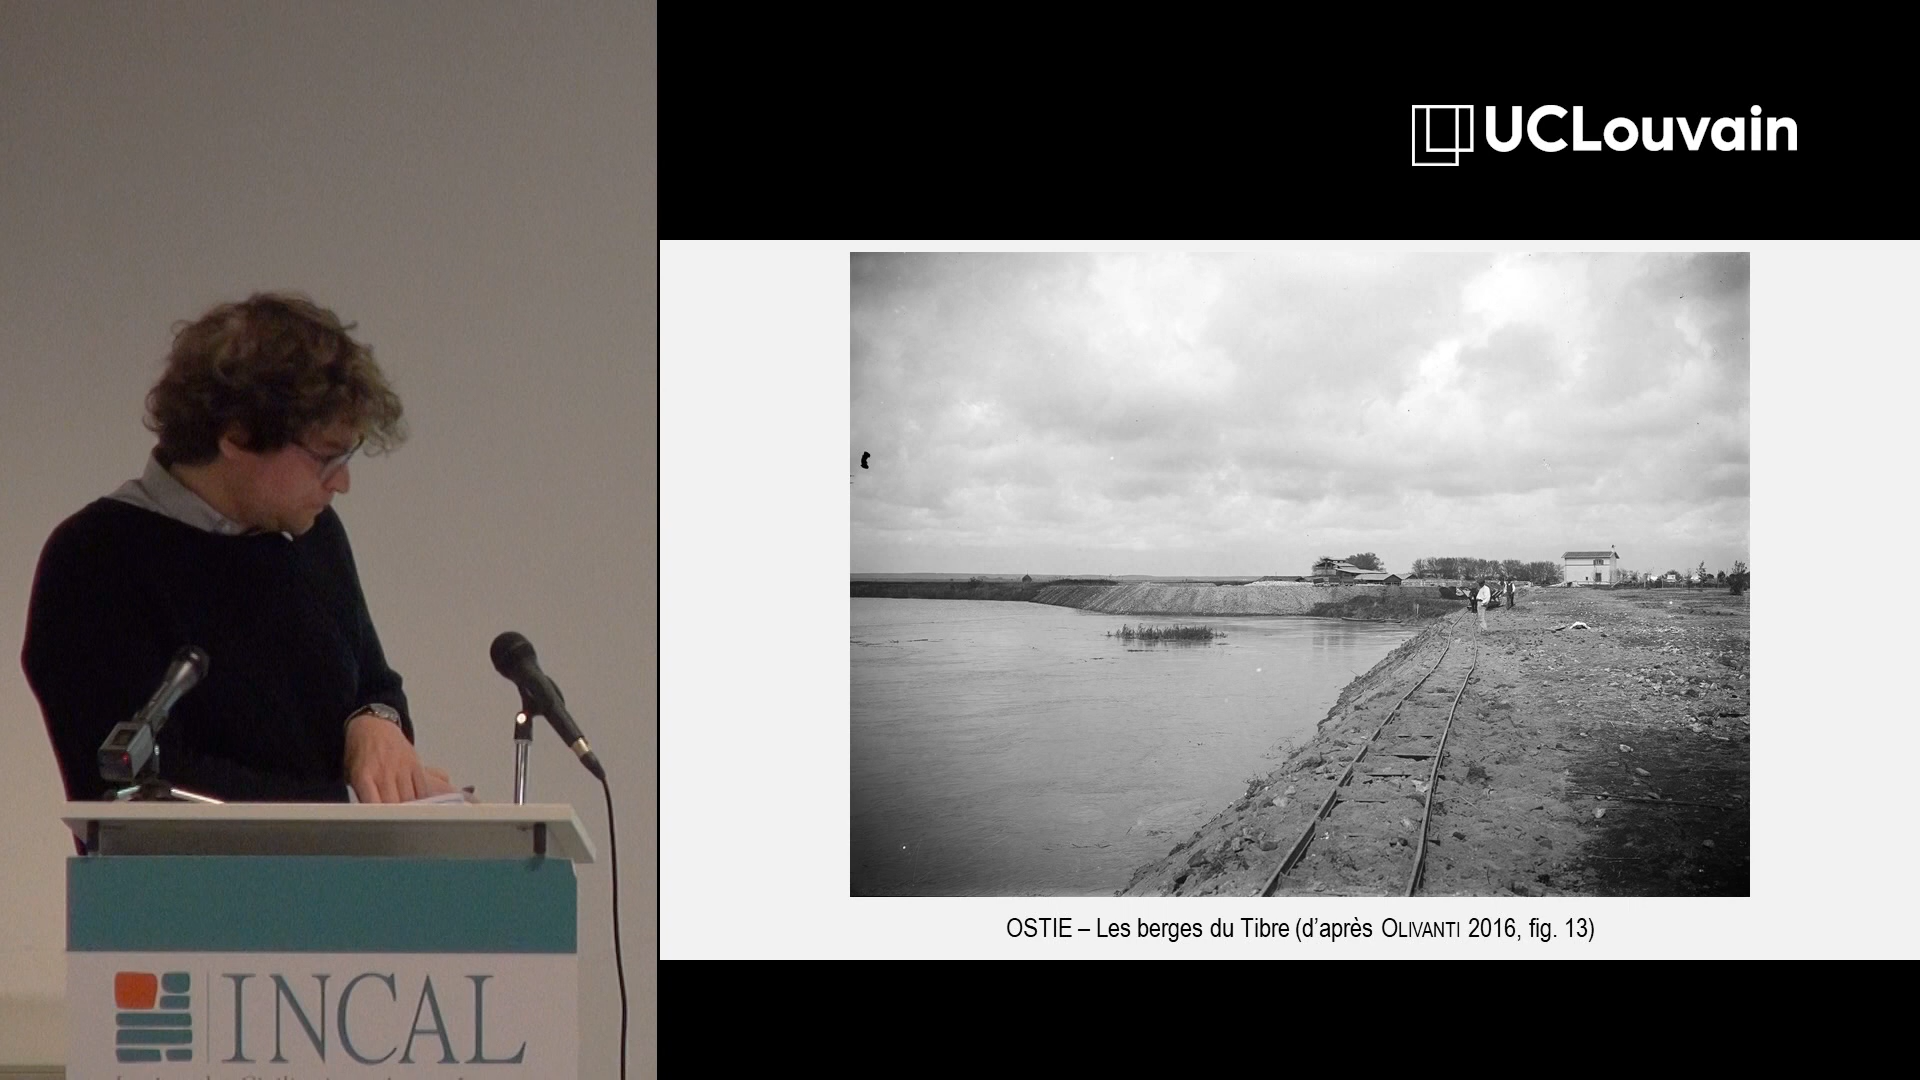 UCLouvain
OSTIE – Les berges du Tibre (d'après OLIVANTI 2016, fig. 13)
INCAL